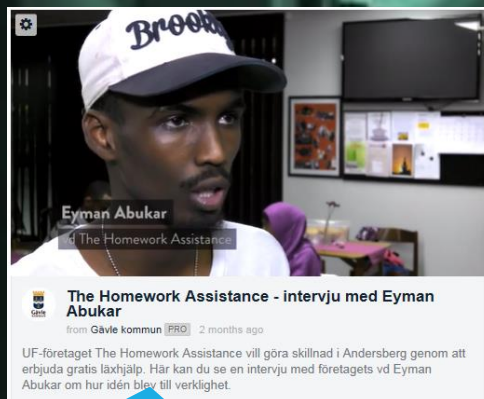 Brook
Eyman Abukar
vd The Homework Assistance
Gävle
The Homework Assistance - intervju med Eyman
Abukar
from Gävle kommun PRO 2 months ago
UF-företaget The Homework Assistance vill göra skillnad i Andersberg genom att
erbjuda gratis läxhjälp. Här kan du se en intervju med företagets vd Eyman
Abukar om hur idén blev till verklighet.